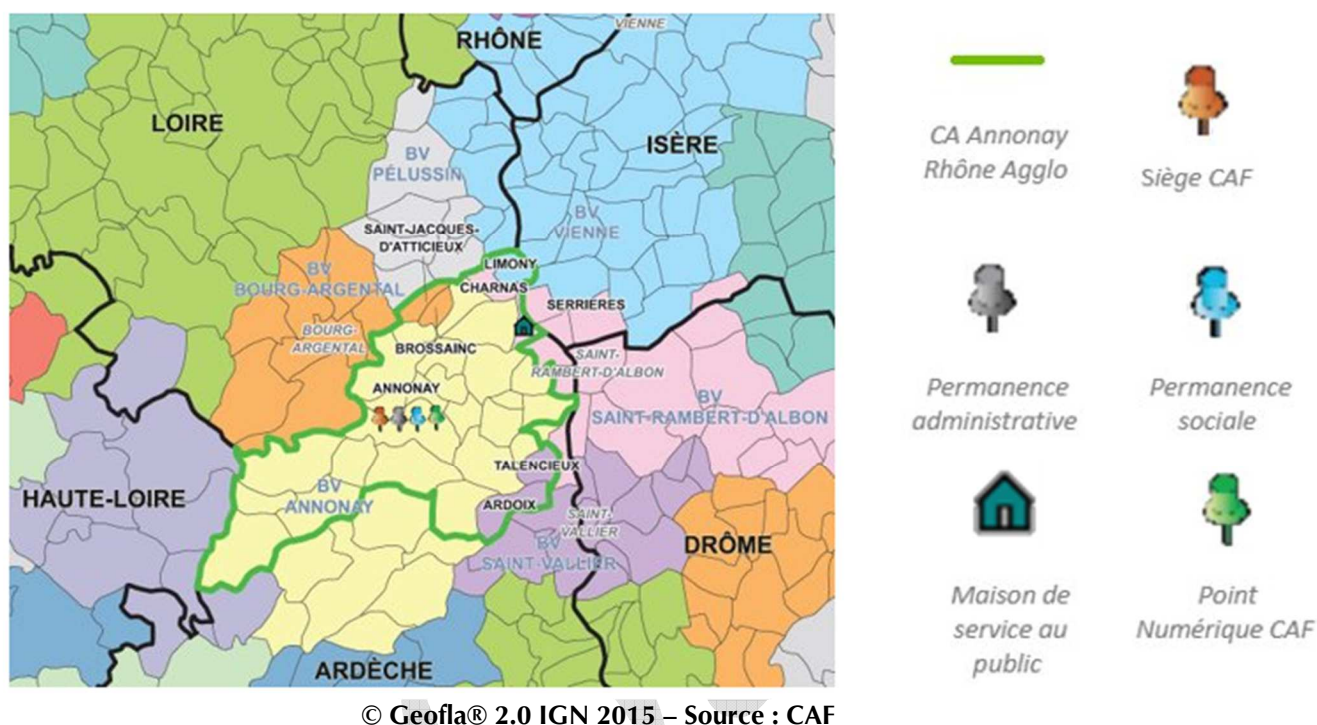 VIENNE
RHÔNE
LOIRE
ISÈRE
BV
PÉLUSSIN
BV
VIENNE
SAINT-JACQUES-
D'ATTICIEUX
LIMONY
BV
BOURG-ARGENTAL
CHARNAS
SERRIÈRES
BOURG-
ARGENTAL
BROSSAINC
SAINT-
RAMBERT-D'ALBON
ANNONAY
BV
SAINT-RAMBERT-D'ALBON
TALENCIEUX
HAUTE-LOIRE
BV
ANNONAY
ARDOIX
SAINT-
VALLIER
BV
SAINT-VALLIER
DRÔME
ARDÈCHE
CA Annonay
Rhône Agglo
Siège CAF
Permanence
administrative
Permanence
sociale
Maison de
service au
public
Point
Numérique CAF
© Geofla® 2.0 IGN 2015 – Source : CAF